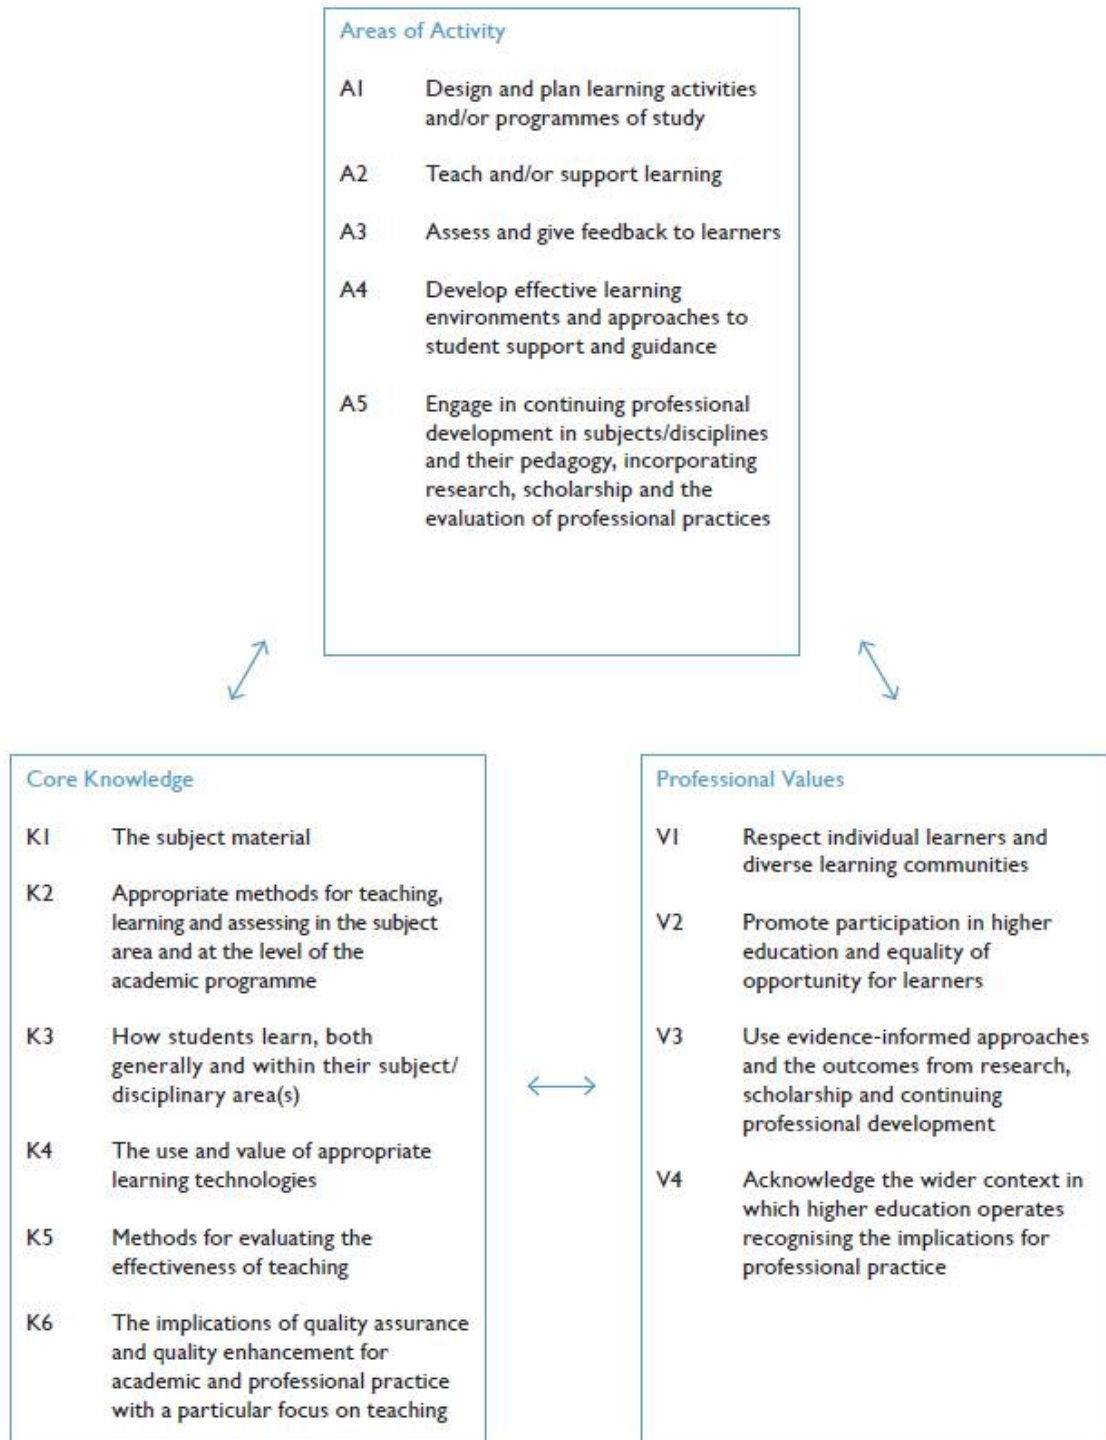 Areas of Activity
A1 Design and plan learning activities
and/or programmes of study
A2 Teach and/or support learning
A3 Assess and give feedback to learners
A4 Develop effective learning
environments and approaches to
student support and guidance
A5 Engage in continuing professional
development in subjects/disciplines
and their pedagogy, incorporating
research, scholarship and the
evaluation of professional practices
Core Knowledge
K1 The subject material
K2 Appropriate methods for teaching,
learning and assessing in the subject
area and at the level of the
academic programme
K3 How students learn, both
generally and within their subject/
disciplinary area(s)
K4 The use and value of appropriate
learning technologies
K5 Methods for evaluating the
effectiveness of teaching
K6 The implications of quality assurance
and quality enhancement for
academic and professional practice
with a particular focus on teaching
Professional Values
V1 Respect individual learners and
diverse learning communities
V2 Promote participation in higher
education and equality of
opportunity for learners
V3 Use evidence-informed approaches
and the outcomes from research,
scholarship and continuing
professional development
V4 Acknowledge the wider context in
which higher education operates
recognising the implications for
professional practice